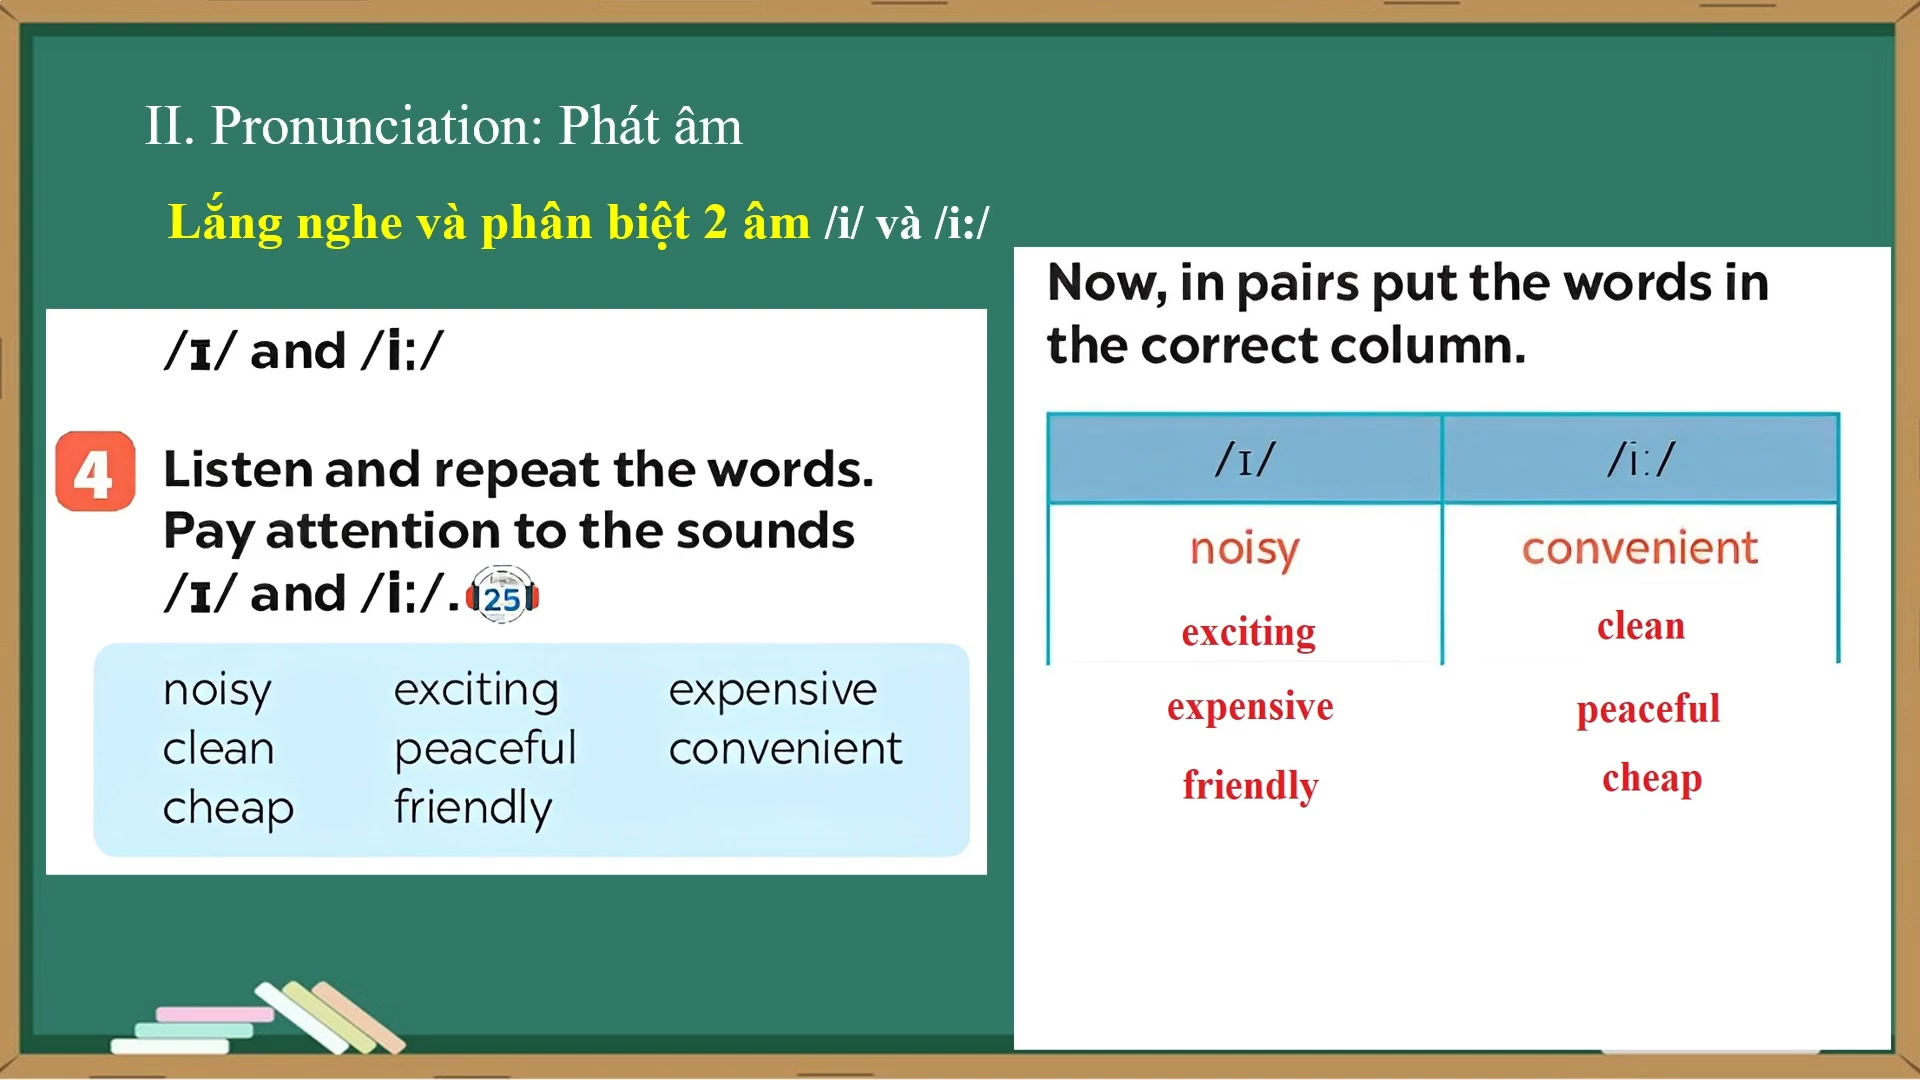 II. Pronunciation: Phát âm
Lắng nghe và phân biệt 2 âm /i/ và /i:/
/ɪ/ and /i:/
4 Listen and repeat the words.
Pay attention to the sounds
/ɪ/ and /i:/. 25
noisy exciting expensive
clean peaceful convenient
cheap friendly
Now, in pairs put the words in
the correct column.
/ɪ/ /i:/
noisy convenient
exciting clean
expensive peaceful
friendly cheap